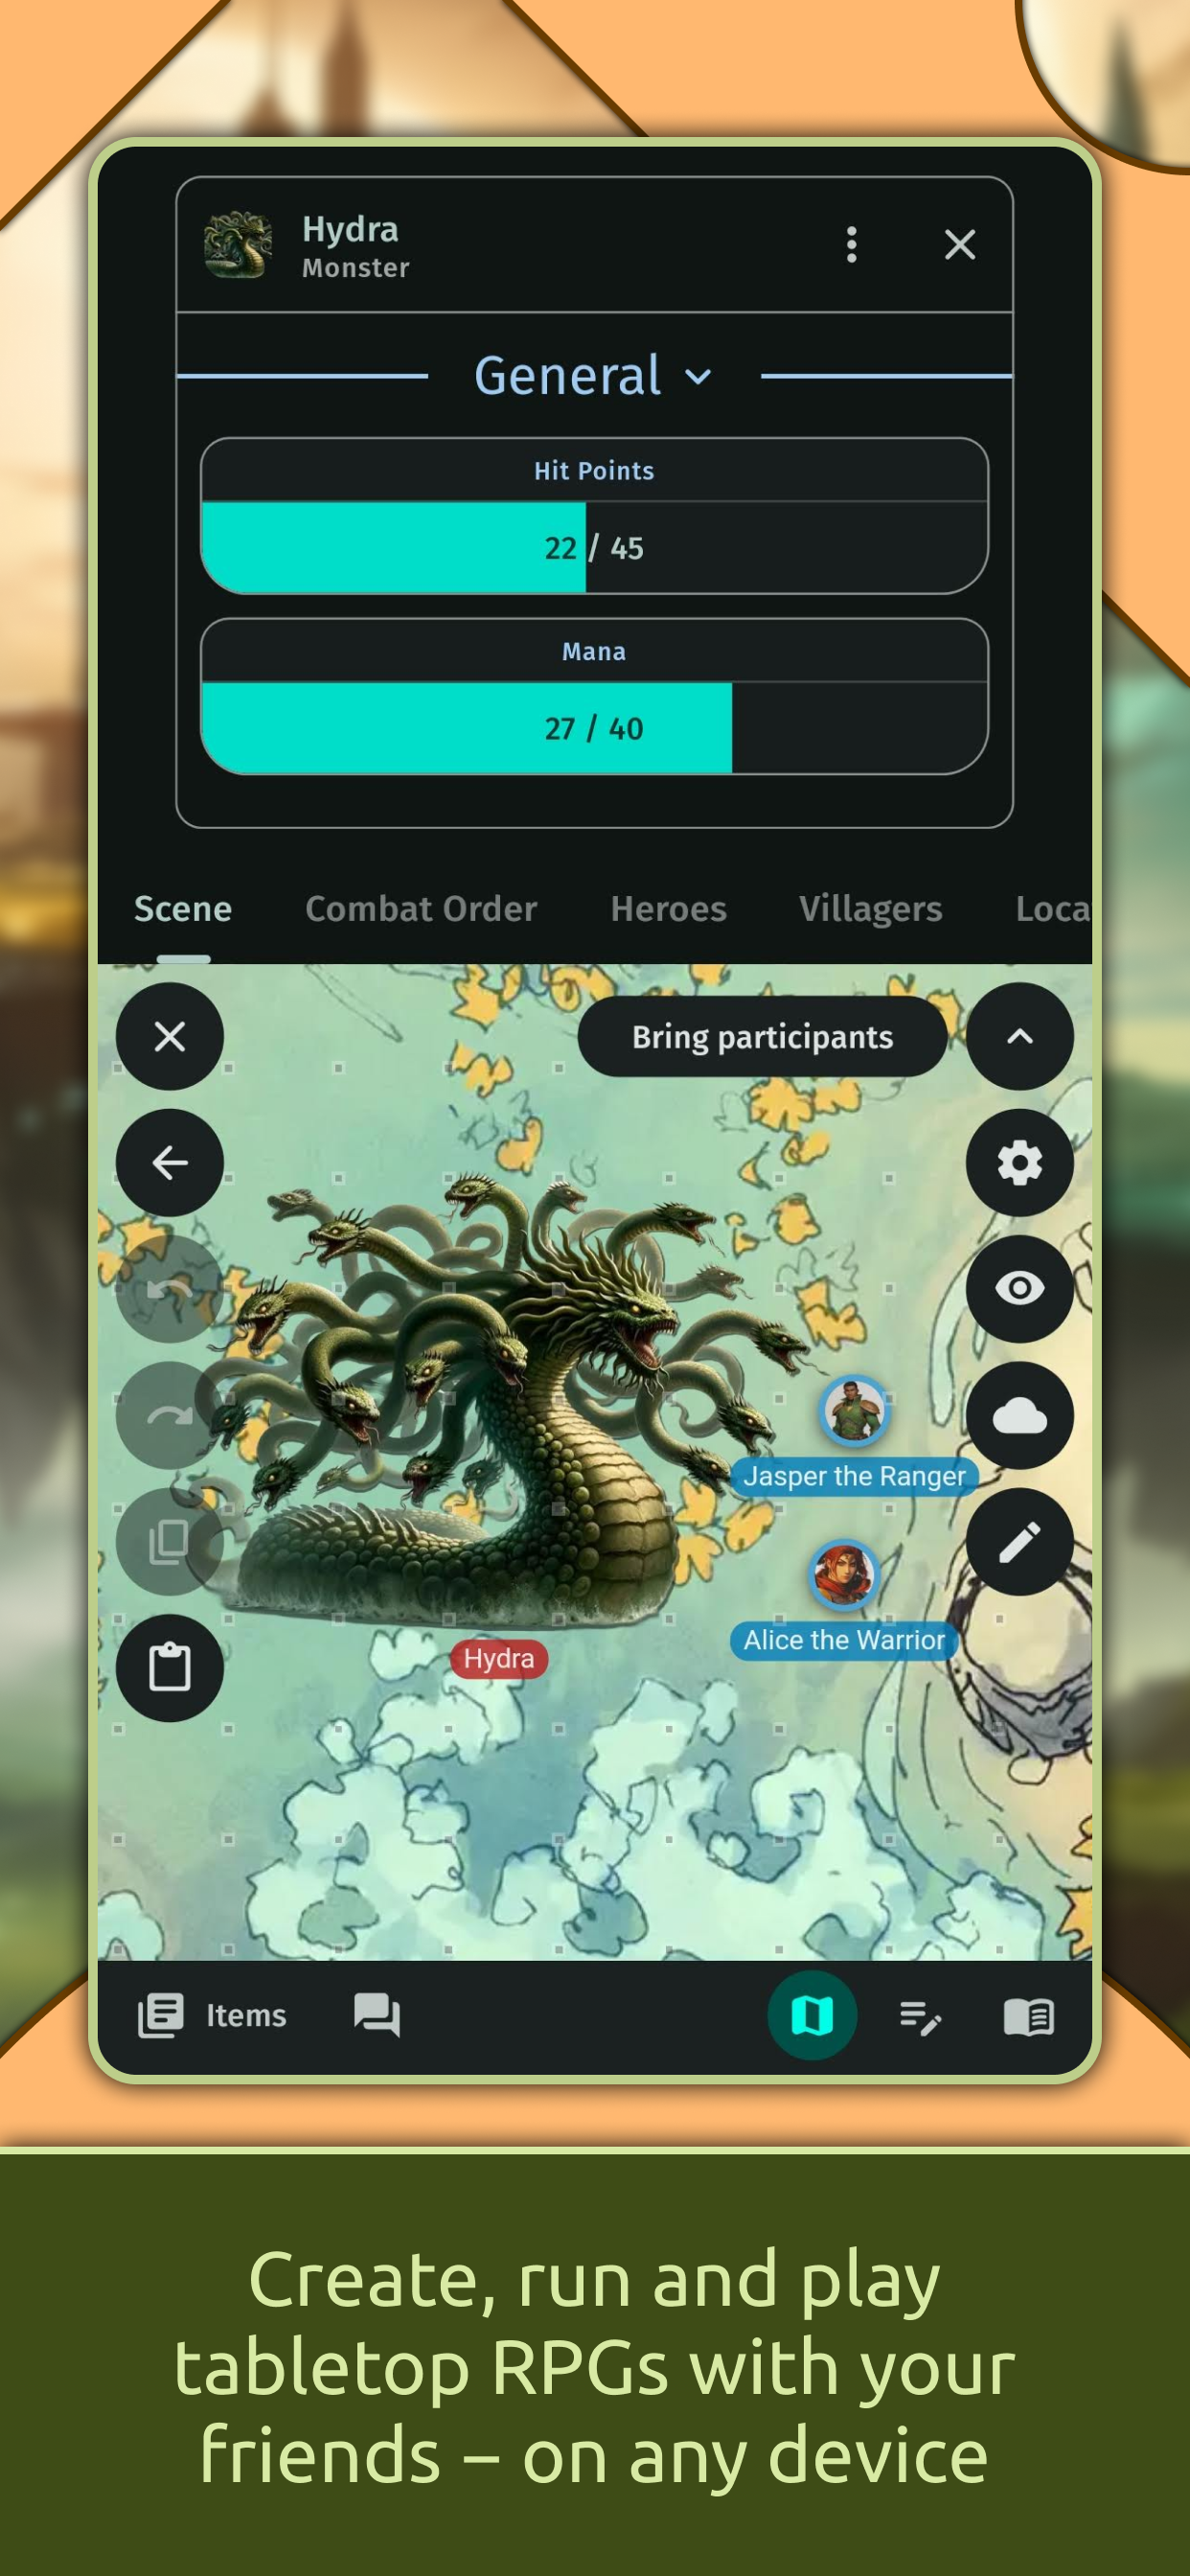 Hydra
Monster
General
Hit Points
22 / 45
Mana
27 / 40
Scene Combat Order Heroes Villagers Loca
Bring participants
Jasper the Ranger
Alice the Warrior
Hydra
Items
Create, run and play
tabletop RPGs with your
friends – on any device